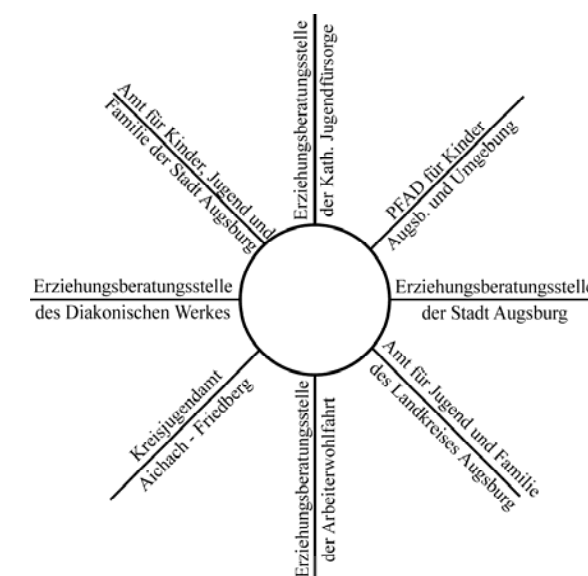 Erziehungsberatungsstelle
der Kath. Jugendfürsorge
PFAD für Kinder
Augsb. und Umgebung
Erziehungsberatungsstelle
der Stadt Augsburg
Amt für Jugend und Familie
des Landkreises Augsburg
Erziehungsberatungsstelle
der Arbeiterwohlfahrt
Kreisjugendamt
Aichach - Friedberg
Erziehungsberatungsstelle
des Diakonischen Werkes
Amt für Kinder, Jugend und
Familie der Stadt Augsburg